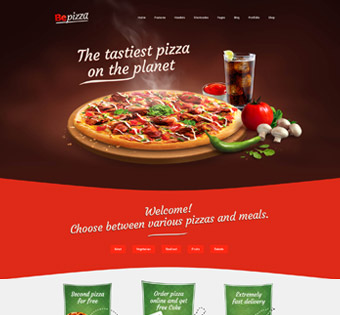 Bepizza
Home Features Headers Shortcodes Pages Blog Portfolio Shop
The tastiest pizza
on the planet
Welcome!
Choose between various pizzas and meals.
Second pizza
for free
Order pizza
online and get
free Coke
Extremely
fast delivery